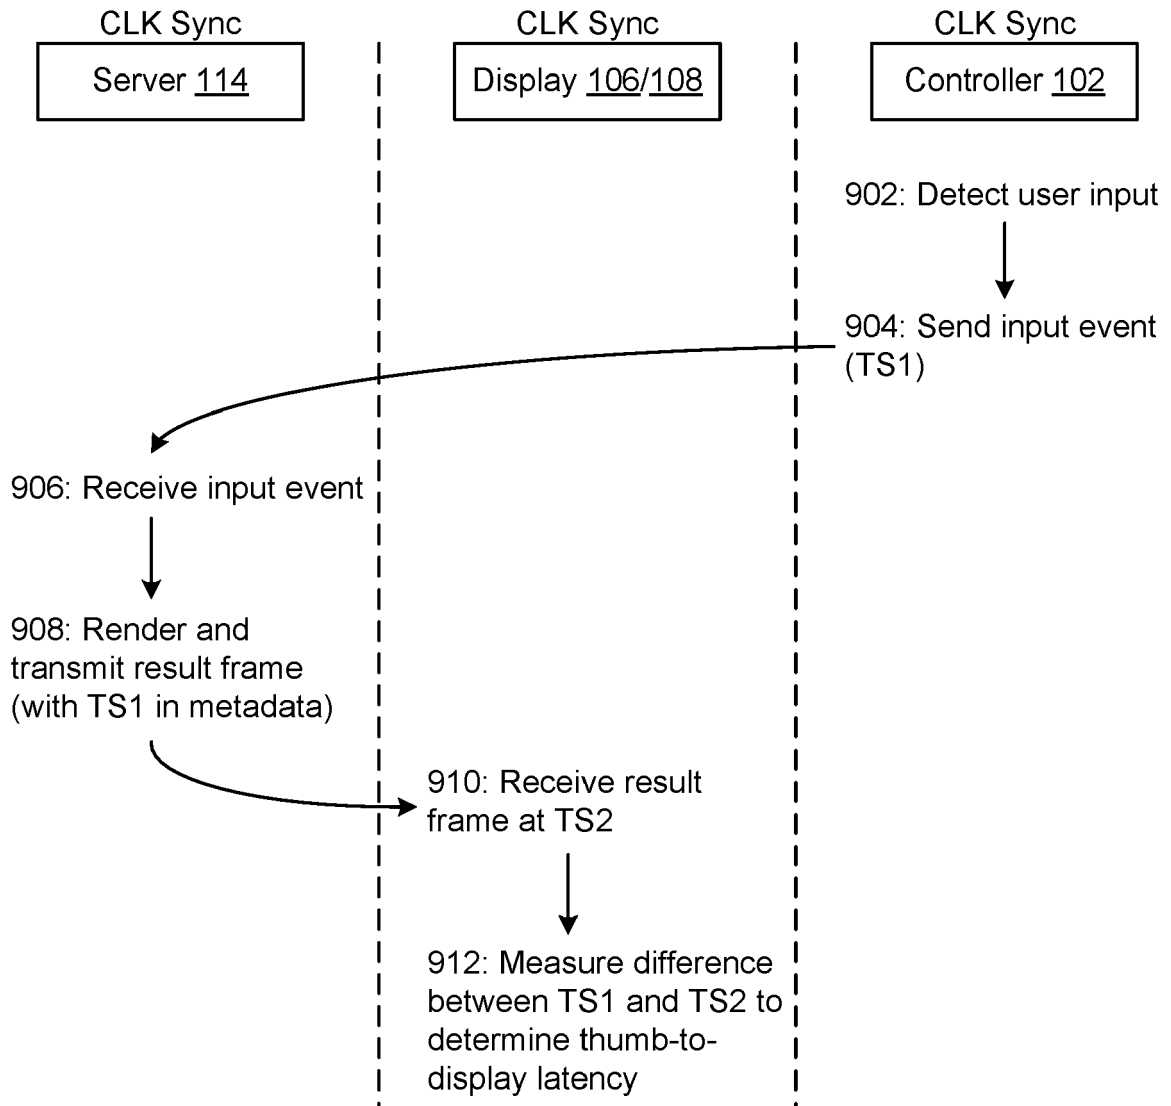 CLK Sync
CLK Sync
CLK Sync
Server 114
Display 106/108
Controller 102
902: Detect user input
904: Send input event
(TS1)
906: Receive input event
908: Render and
transmit result frame
(with TS1 in metadata)
910: Receive result
frame at TS2
912: Measure difference
between TS1 and TS2 to
determine thumb-to-
display latency